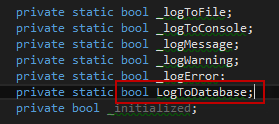 private static bool _logToFile;
private static bool _logToConsole;
private static bool _logMessage;
private static bool _logWarning;
private static bool _logError;
private static bool LogToDatabase;
private bool _initialized;